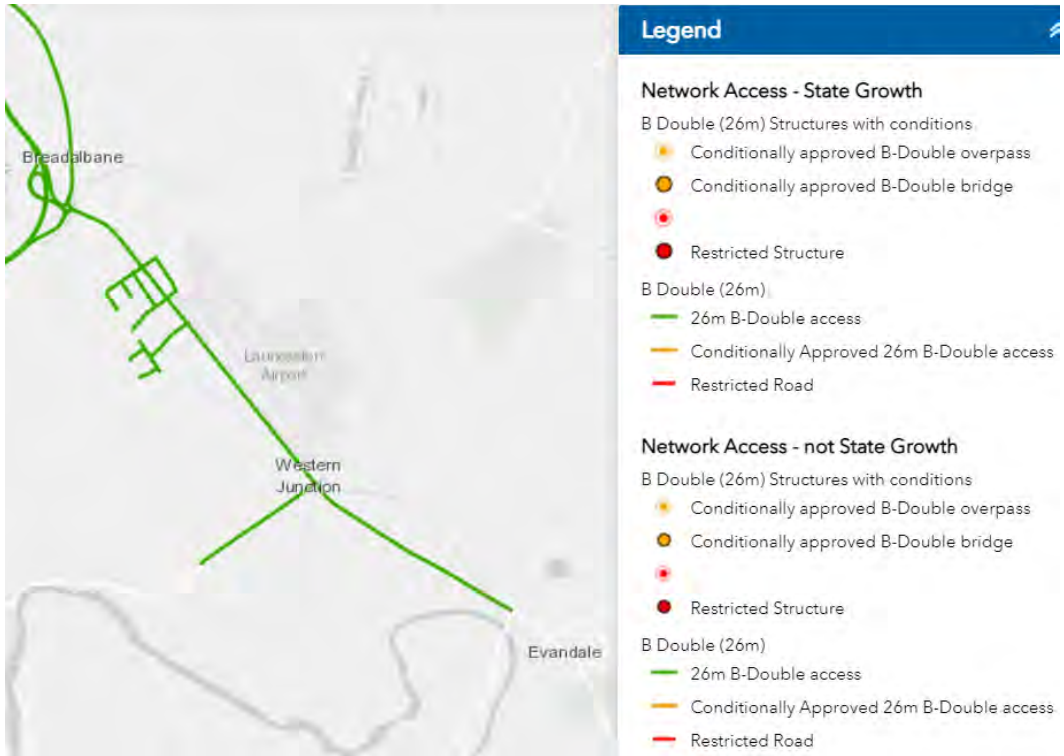 Breadalbane
Launceston
Airport
Western
Junction
Evandale
Legend
Network Access - State Growth
B Double (26m) Structures with conditions
Conditionally approved B-Double overpass
Conditionally approved B-Double bridge
Restricted Structure
B Double (26m)
26m B-Double access
Conditionally Approved 26m B-Double access
Restricted Road
Network Access - not State Growth
B Double (26m) Structures with conditions
Conditionally approved B-Double overpass
Conditionally approved B-Double bridge
Restricted Structure
B Double (26m)
26m B-Double access
Conditionally Approved 26m B-Double access
Restricted Road